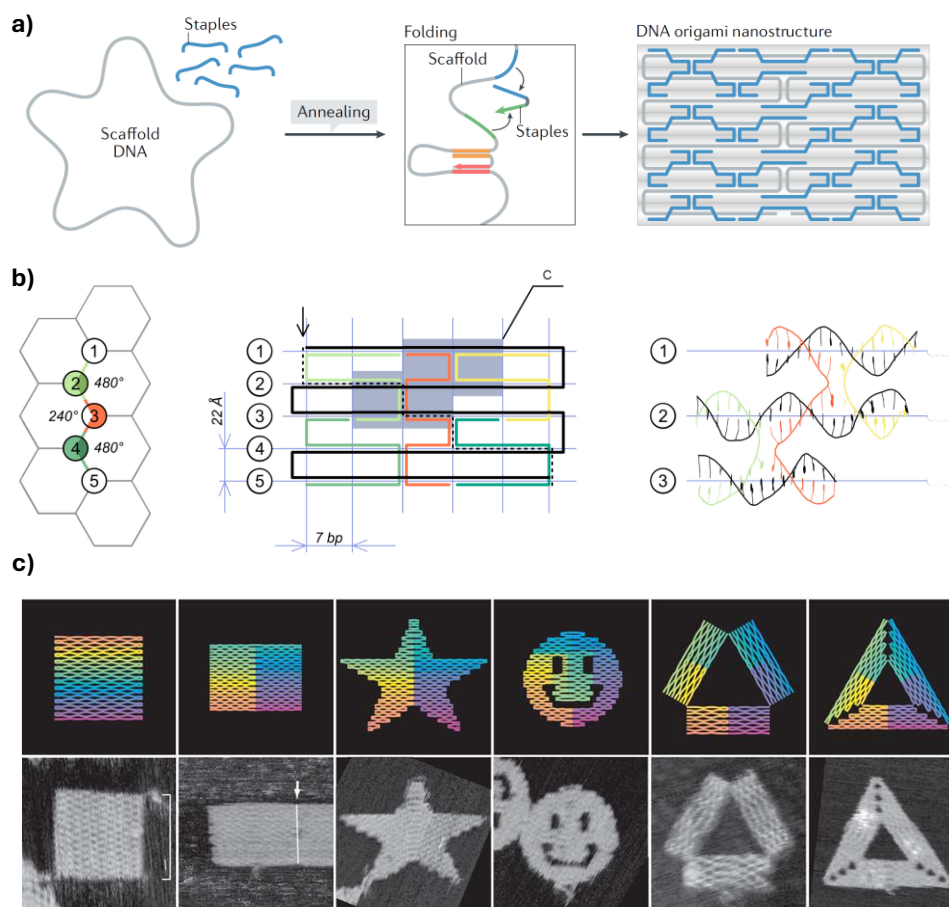 a)
Staples
Scaffold
DNA
Annealing
Folding
Scaffold
Staples
DNA origami nanostructure
b)
1
2
480°
240°
3
4
480°
5
C
1
2
3
4
5
22 Å
7 bp
1
2
3
c)